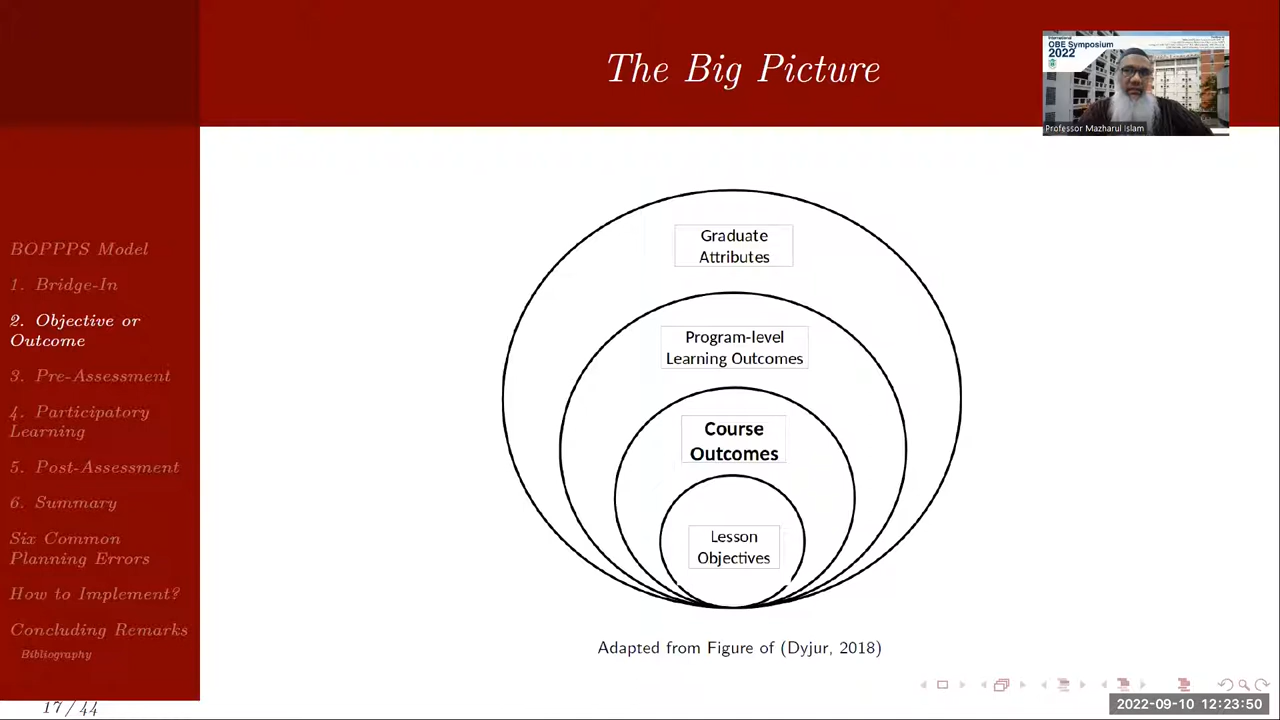 The Big Picture
International
OBE Symposium
2022
Professor Mazharul Islam
BOPPPS Model
1. Bridge-In
2. Objective or
Outcome
3. Pre-Assessment
4. Participatory
Learning
5. Post-Assessment
6. Summary
Six Common
Planning Errors
How to Implement?
Concluding Remarks
Bibliography
Graduate
Attributes
Program-level
Learning Outcomes
Course
Outcomes
Lesson
Objectives
Adapted from Figure of (Dyjur, 2018)
17/44
2022-09-10 12:23:50